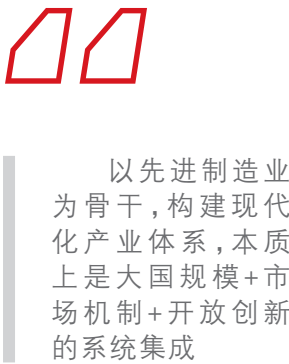 以先进制造业
为骨干,构建现代
化产业体系,本质
上是大国规模+市
场机制+开放创新
的系统集成